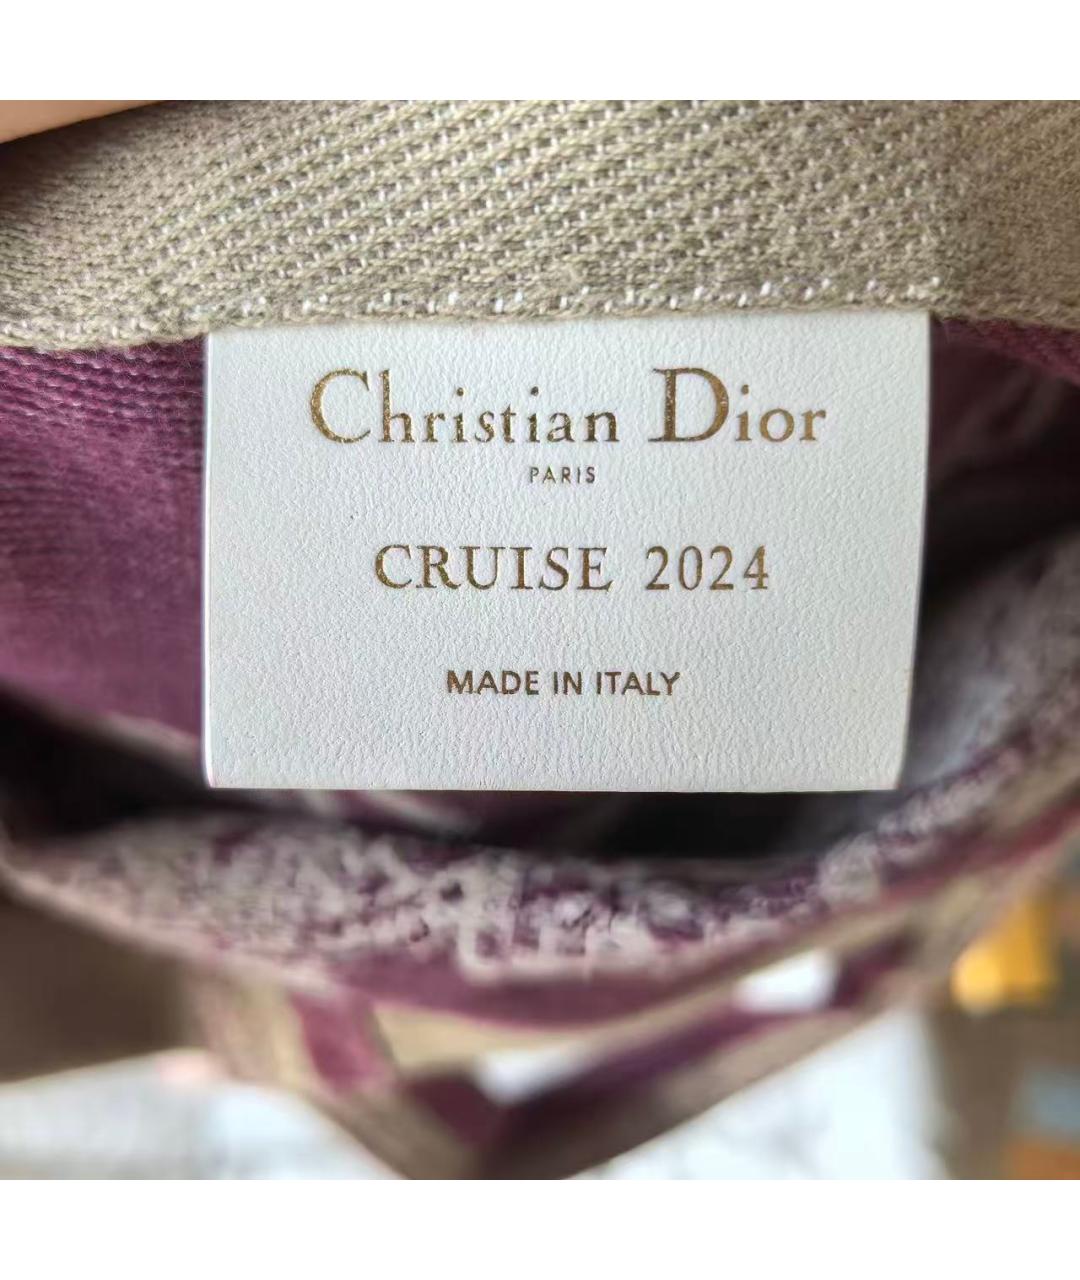 Christian Dior
PARIS
CRUISE 2024
MADE IN ITALY